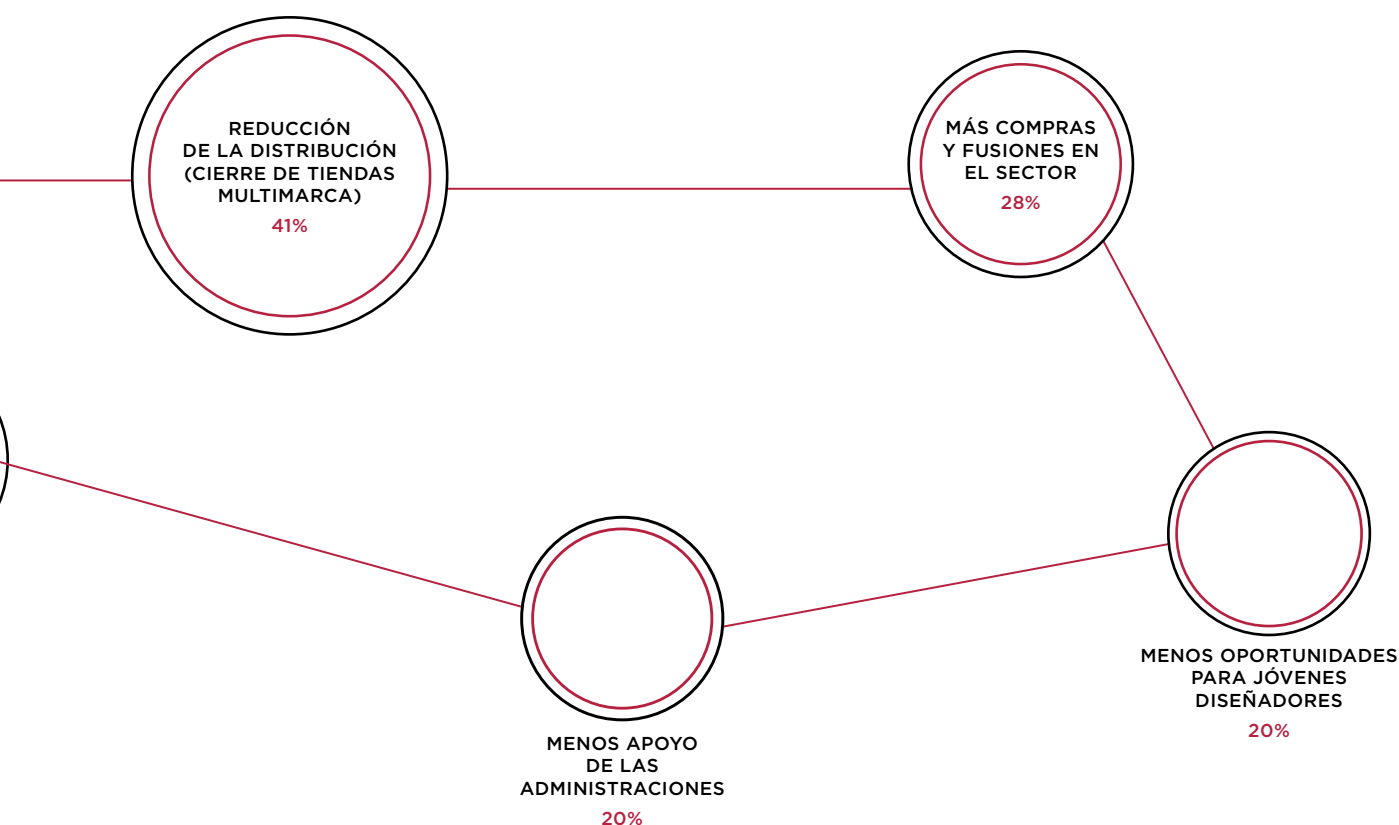 REDUCCIÓN
DE LA DISTRIBUCIÓN
(CIERRE DE TIENDAS
MULTIMARCA)
41%
MÁS COMPRAS
Y FUSIONES EN
EL SECTOR
28%
MENOS OPORTUNIDADES
PARA JÓVENES
DISEÑADORES
20%
MENOS APOYO
DE LAS
ADMINISTRACIONES
20%